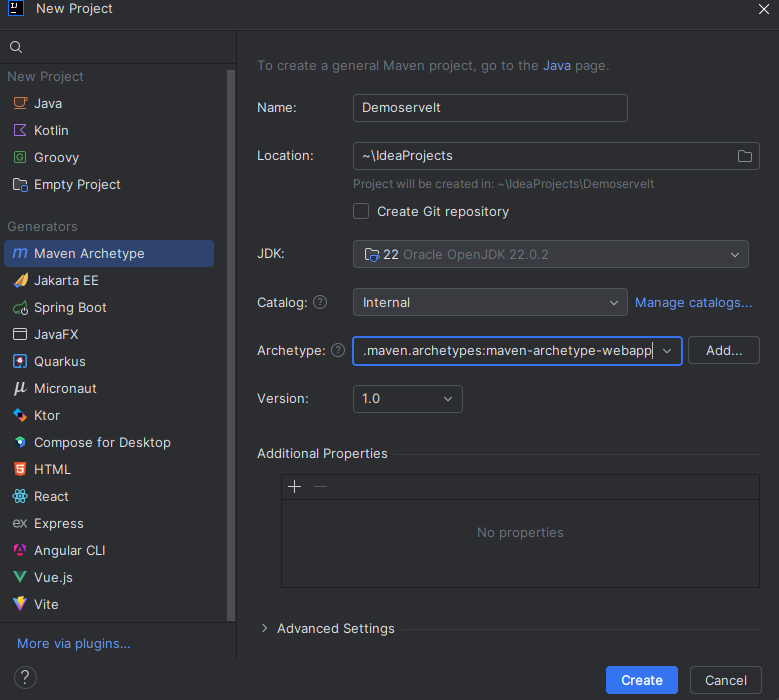 New Project
New Project
Java
Kotlin
Groovy
Empty Project
Generators
Maven Archetype
Jakarta EE
Spring Boot
JavaFX
Quarkus
Micronaut
Ktor
Compose for Desktop
HTML
React
Express
Angular CLI
Vue.js
Vite
More via plugins...
To create a general Maven project, go to the Java page.
Name: Demoservelt
Location: ~\IdeaProjects
Project will be created in: ~\IdeaProjects\Demoservelt
Create Git repository
JDK: 22 Oracle OpenJDK 22.0.2
Catalog: ? Internal Manage catalogs...
Archetype: ? .maven.archetypes:maven-archetype-webapp Add...
Version: 1.0
Additional Properties
No properties
Advanced Settings
? Create Cancel